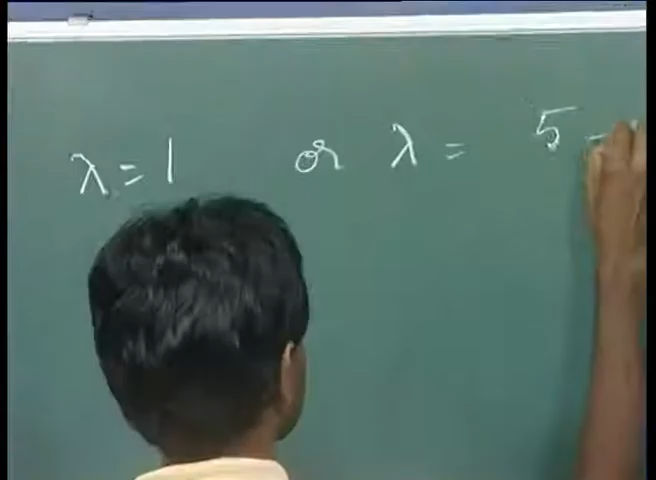 λ = 1 or λ = 5 -